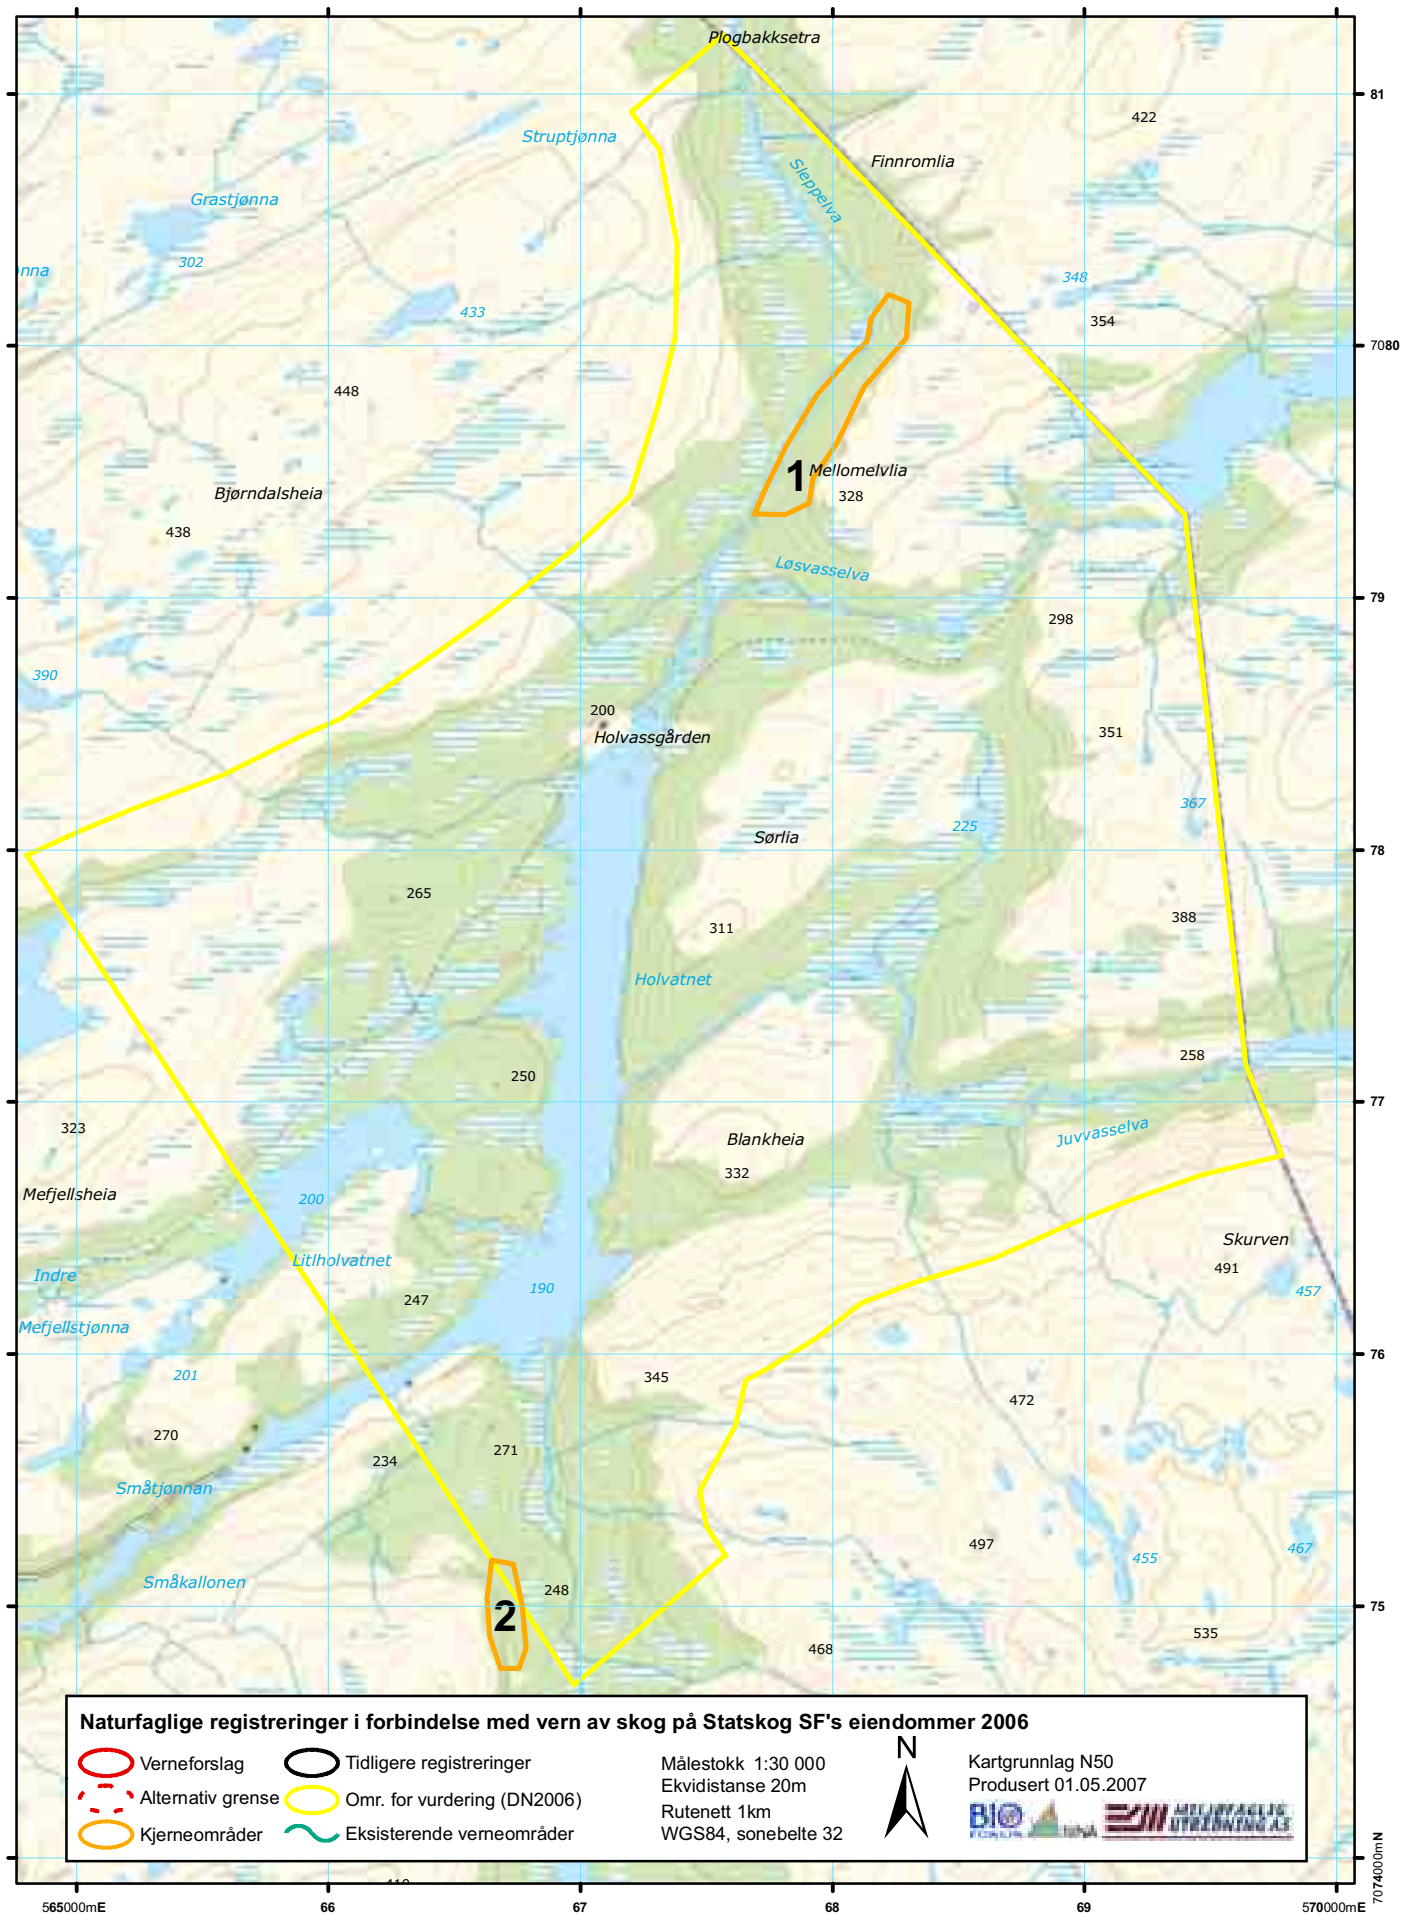 Plogbakksetra
81
422
Struptjønna
Finnromlia
Sleppelva
Grastjønna
302
nna
348
433
354
7080
448
1
Mellomelvlia
328
Bjørndalsheia
438
Løsvasselva
79
298
390
200
Holvassgården
351
367
225
Sørlia
78
265
388
311
Holvatnet
258
250
77
323
Juvvasselva
Blankheia
332
Mefjellsheia
200
Skurven
Litlholvatnet
491
Indre
190
457
247
Mefjellstjønna
76
201
345
472
270
271
234
Småtjønnan
497
467
455
Småkallonen
248
75
2
535
468
Naturfaglige registreringer i forbindelse med vern av skog på Statskog SF's eiendommer 2006
Verneforslag
Alternativ grense
Kjerneområder
Tidligere registreringer
Omr. for vurdering (DN2006)
Eksisterende verneområder
Målestokk 1:30 000
Ekvidistanse 20m
Rutenett 1km
WGS84, sonebelte 32
N
Kartgrunnlag N50
Produsert 01.05.2007
BIO
NINA
MILJØFAGLIG
UTREDNING AS
7074000mN
565000mE
66
67
68
69
570000mE